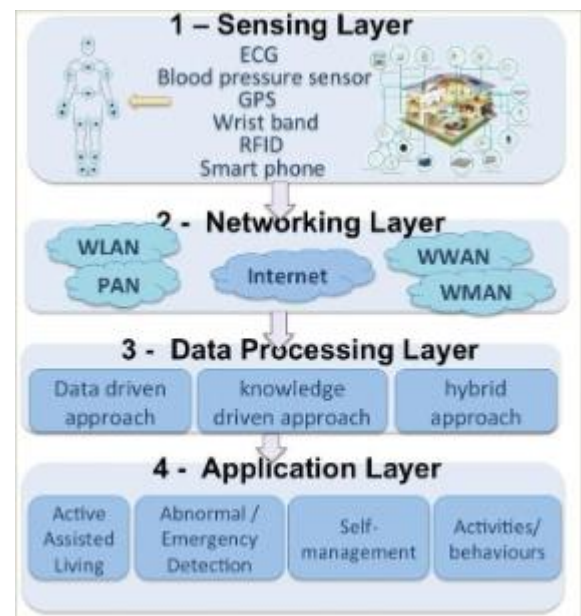 1 – Sensing Layer
ECG
Blood pressure sensor
GPS
Wrist band
RFID
Smart phone
2 - Networking Layer
WLAN
PAN
Internet
WWAN
WMAN
3 - Data Processing Layer
Data driven
approach
knowledge
driven approach
hybrid
approach
4 - Application Layer
Active
Assisted
Living
Abnormal /
Emergency
Detection
Self-
management
Activities/
behaviours